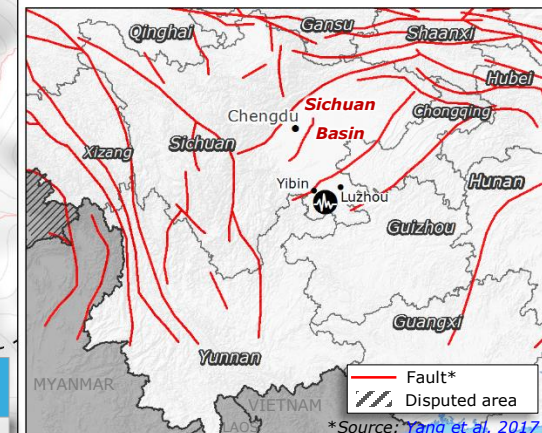 Qinghai
Gansu
Shaanxi
Hubei
Sichuan
Basin
Chengdu
Chongqing
Xizang
Sichuan
Yibin
Luzhou
Hunan
Guizhou
Guangxi
Yunnan
MYANMAR
VIETNAM
LAOS
Fault*
Disputed area
*Source: Yang et al. 2017